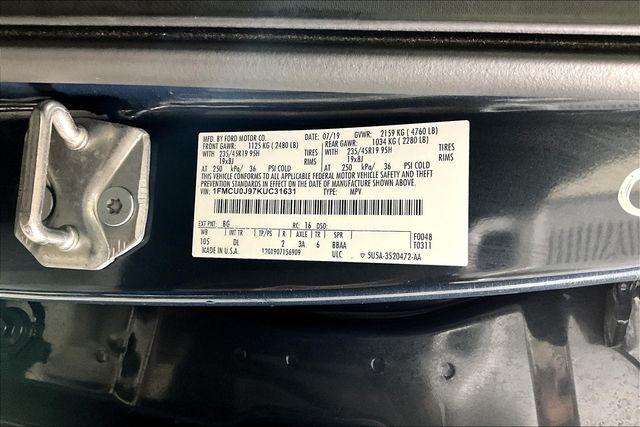 MFD. BY FORD MOTOR CO. DATE: 07/19 GVWR: 2159 KG ( 4760 LB)
FRONT GAWR: 1125 KG ( 2480 LB) REAR GAWR: 1034 KG ( 2280 LB)
WITH 235/45R19 95H TIRES WITH 235/45R19 95H TIRES
19x8J RIMS 19x8J RIMS
AT 250 kPa/ 36 PSI COLD AT 250 kPa/ 36 PSI COLD
THIS VEHICLE CONFORMS TO ALL APPLICABLE FEDERAL MOTOR VEHICLE SAFETY AND THEFT
PREVENTION STANDARDS IN EFFECT ON THE DATE OF MANUFACTURE SHOWN ABOVE.
VIN: 1FMCU0J97KUC31631 TYPE: MPV
EXT PNT: BG RC: 16 DSO:
WB INT TR TP/PS R AXLE TR SPR F0048
105 DL 2 3A 6 BBAA T0311
MADE IN U.S.A. 1201907156909 ULC 5U5A-3520472-AA